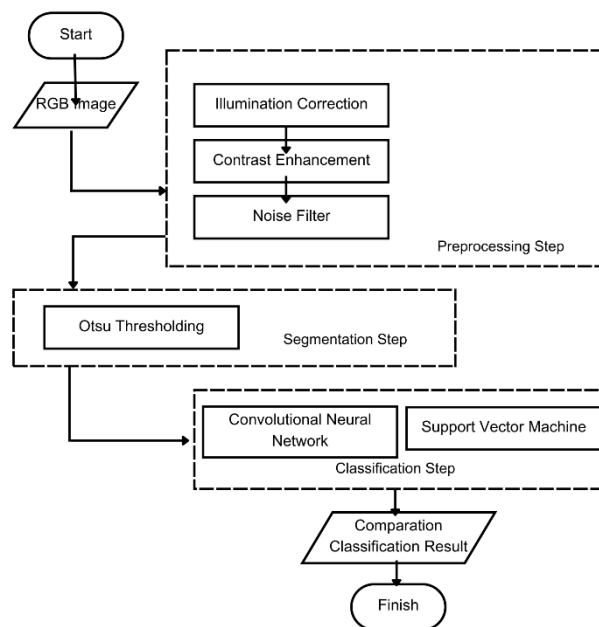 Start
RGB Image
Illumination Correction
Contrast Enhancement
Noise Filter
Preprocessing Step
Otsu Thresholding
Segmentation Step
Convolutional Neural
Network
Support Vector Machine
Classification Step
Comparation
Classification Result
Finish